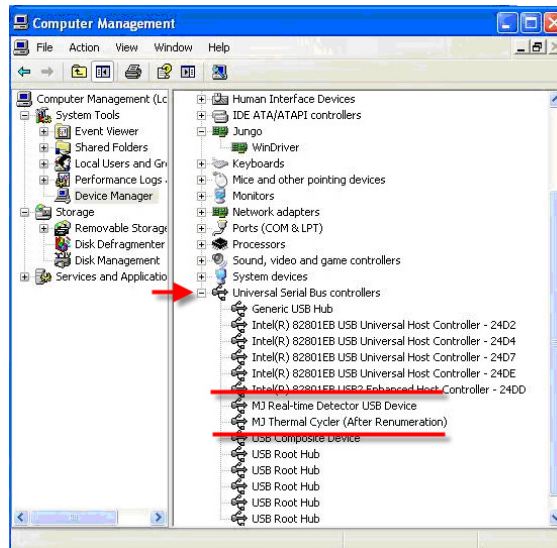 Computer Management
File Action View Window Help
Computer Management (Lc
System Tools
Event Viewer
Shared Folders
Local Users and Gr
Performance Logs
Device Manager
Storage
Removable Storage
Disk Defragmenter
Disk Management
Services and Applicatio
Human Interface Devices
IDE ATA/ATAPI controllers
Jungo
WinDriver
Keyboards
Mice and other pointing devices
Monitors
Network adapters
Ports (COM & LPT)
Processors
Sound, video and game controllers
System devices
Universal Serial Bus controllers
Generic USB Hub
Intel(R) 82801EB USB Universal Host Controller - 24D2
Intel(R) 82801EB USB Universal Host Controller - 24D4
Intel(R) 82801EB USB Universal Host Controller - 24D7
Intel(R) 82801EB USB Universal Host Controller - 24DE
Intel(R) 82801EB USB2 Enhanced Host Controller - 24DD
MJ Real-time Detector USB Device
MJ Thermal Cycler (After Renumeration)
USB Composite Device
USB Root Hub
USB Root Hub
USB Root Hub
USB Root Hub
USB Root Hub